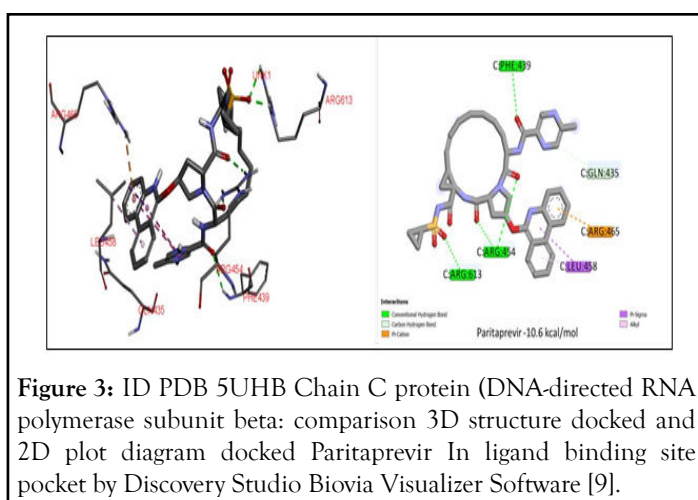 UNK1
ARG613
ARG454
PHE439
C:PHE:439
C:GLN:435
C:ARG:465
C:ARG:454
C:LEU:458
C:ARG:613
Interactions
Conventional Hydrogen Bond
Carbon Hydrogen Bond
Pi-Cation
Pi-Sigma
Alkyl
Paritaprevir -10.6 kcal/mol
Figure 3: ID PDB 5UHB Chain C protein (DNA-directed RNA
polymerase subunit beta: comparison 3D structure docked and
2D plot diagram docked Paritaprevir In ligand binding site
pocket by Discovery Studio Biovia Visualizer Software [9].